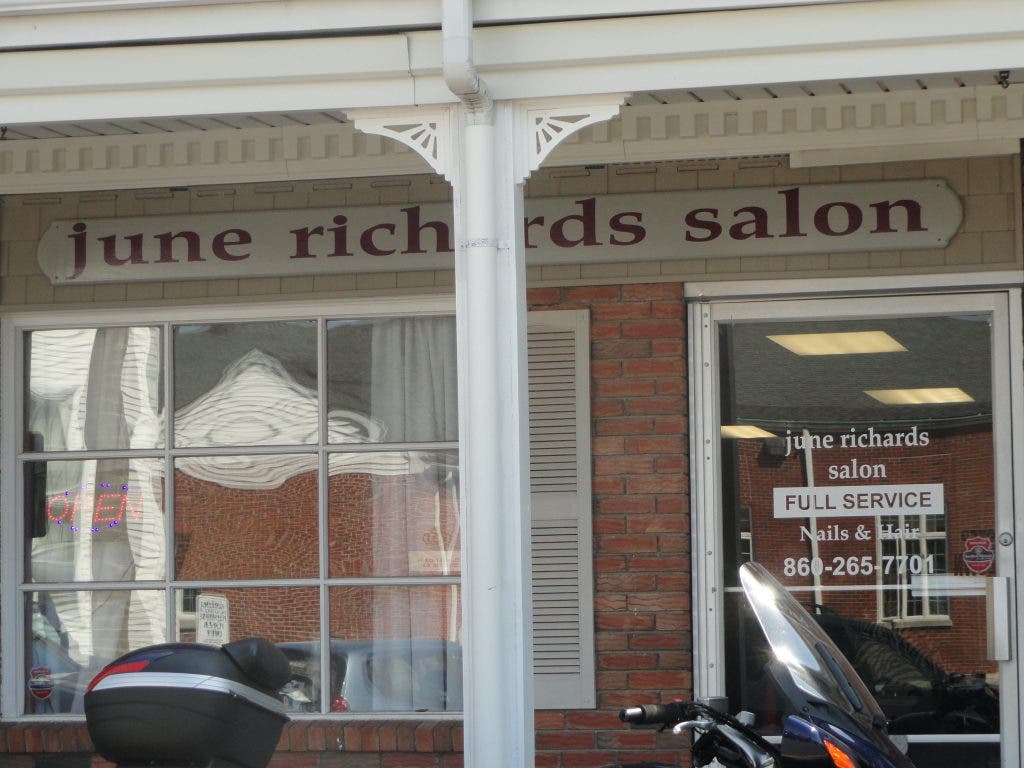 june richards salon
OPEN
june richards
salon
FULL SERVICE
Nails & Hair
860-265-7701